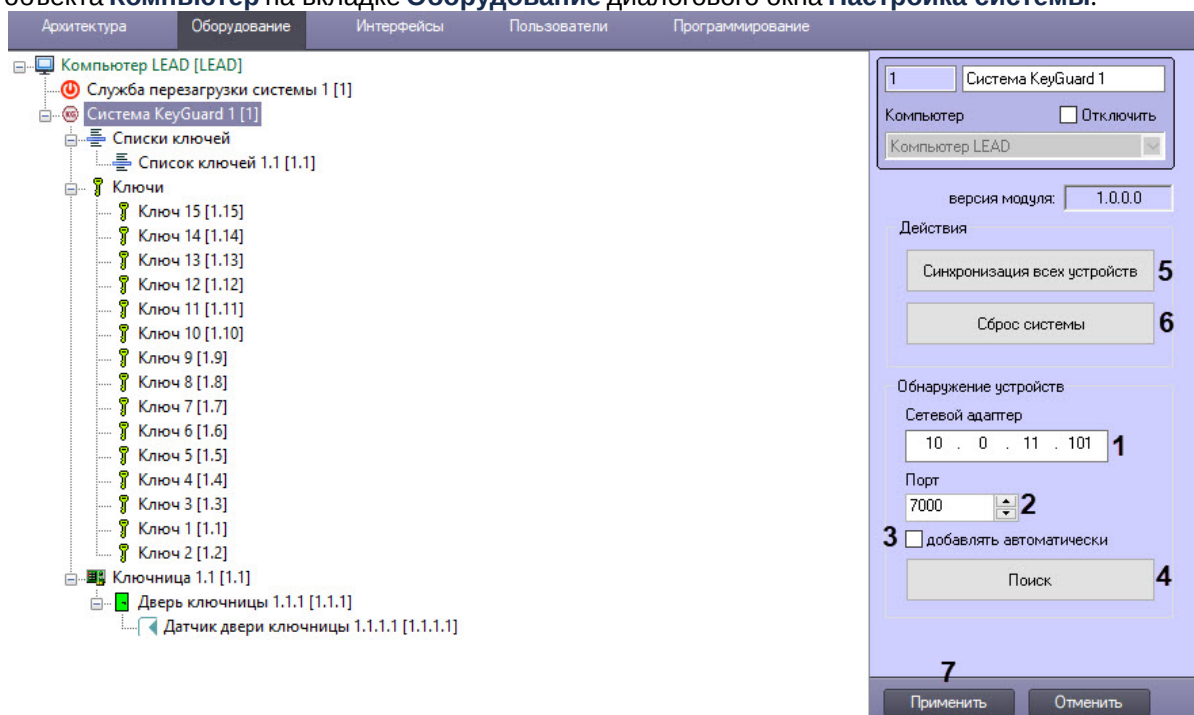 объекта Компьютер на вкладке Оборудование диалогового окна Настройка системы.
Архитектура Оборудование Интерфейсы Пользователи Программирование
Компьютер LEAD [LEAD]
Служба перезагрузки системы 1 [1]
Система KeyGuard 1 [1]
Списки ключей
Список ключей 1.1 [1.1]
Ключи
Ключ 15 [1.15]
Ключ 14 [1.14]
Ключ 13 [1.13]
Ключ 12 [1.12]
Ключ 11 [1.11]
Ключ 10 [1.10]
Ключ 9 [1.9]
Ключ 8 [1.8]
Ключ 7 [1.7]
Ключ 6 [1.6]
Ключ 5 [1.5]
Ключ 4 [1.4]
Ключ 3 [1.3]
Ключ 1 [1.1]
Ключ 2 [1.2]
Ключница 1.1 [1.1]
Дверь ключницы 1.1.1 [1.1.1]
Датчик двери ключницы 1.1.1.1 [1.1.1.1]
1 Система KeyGuard 1
Компьютер Отключить
Компьютер LEAD
версия модуля: 1.0.0.0
Действия
Синхронизация всех устройств 5
Сброс системы 6
Обнаружение устройств
Сетевой адаптер
10 . 0 . 11 . 101 1
Порт
7000 2
3 добавлять автоматически
Поиск 4
7
Применить Отменить